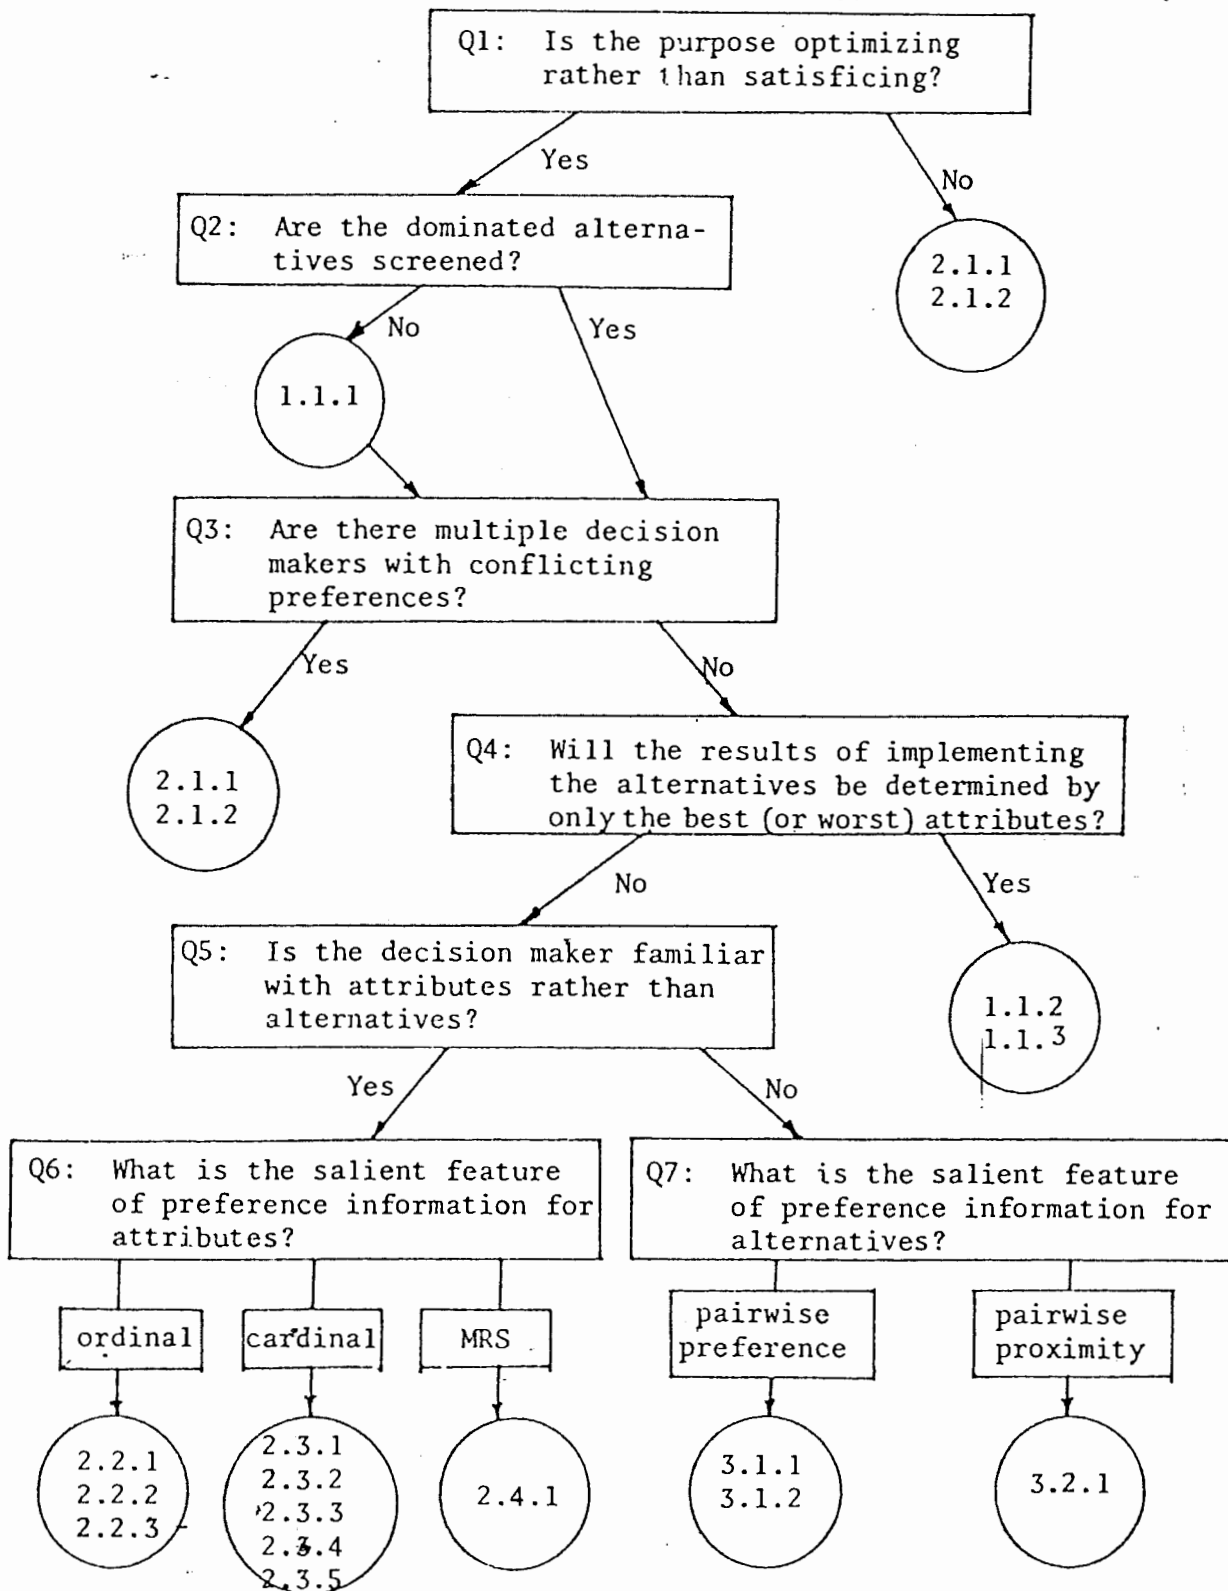 Q1: Is the purpose optimizing
rather than satisficing?
Yes
No
Q2: Are the dominated alterna-
tives screened?
2.1.1
2.1.2
No
Yes
1.1.1
Q3: Are there multiple decision
makers with conflicting
preferences?
Yes
No
Q4: Will the results of implementing
the alternatives be determined by
only the best (or worst) attributes?
2.1.1
2.1.2
No
Yes
Q5: Is the decision maker familiar
with attributes rather than
alternatives?
1.1.2
1.1.3
Yes
No
Q6: What is the salient feature
of preference information for
attributes?
Q7: What is the salient feature
of preference information for
alternatives?
ordinal
cardinal
MRS
pairwise
preference
pairwise
proximity
2.2.1
2.2.2
2.2.3
2.3.1
2.3.2
2.3.3
2.3.4
2.3.5
2.4.1
3.1.1
3.1.2
3.2.1